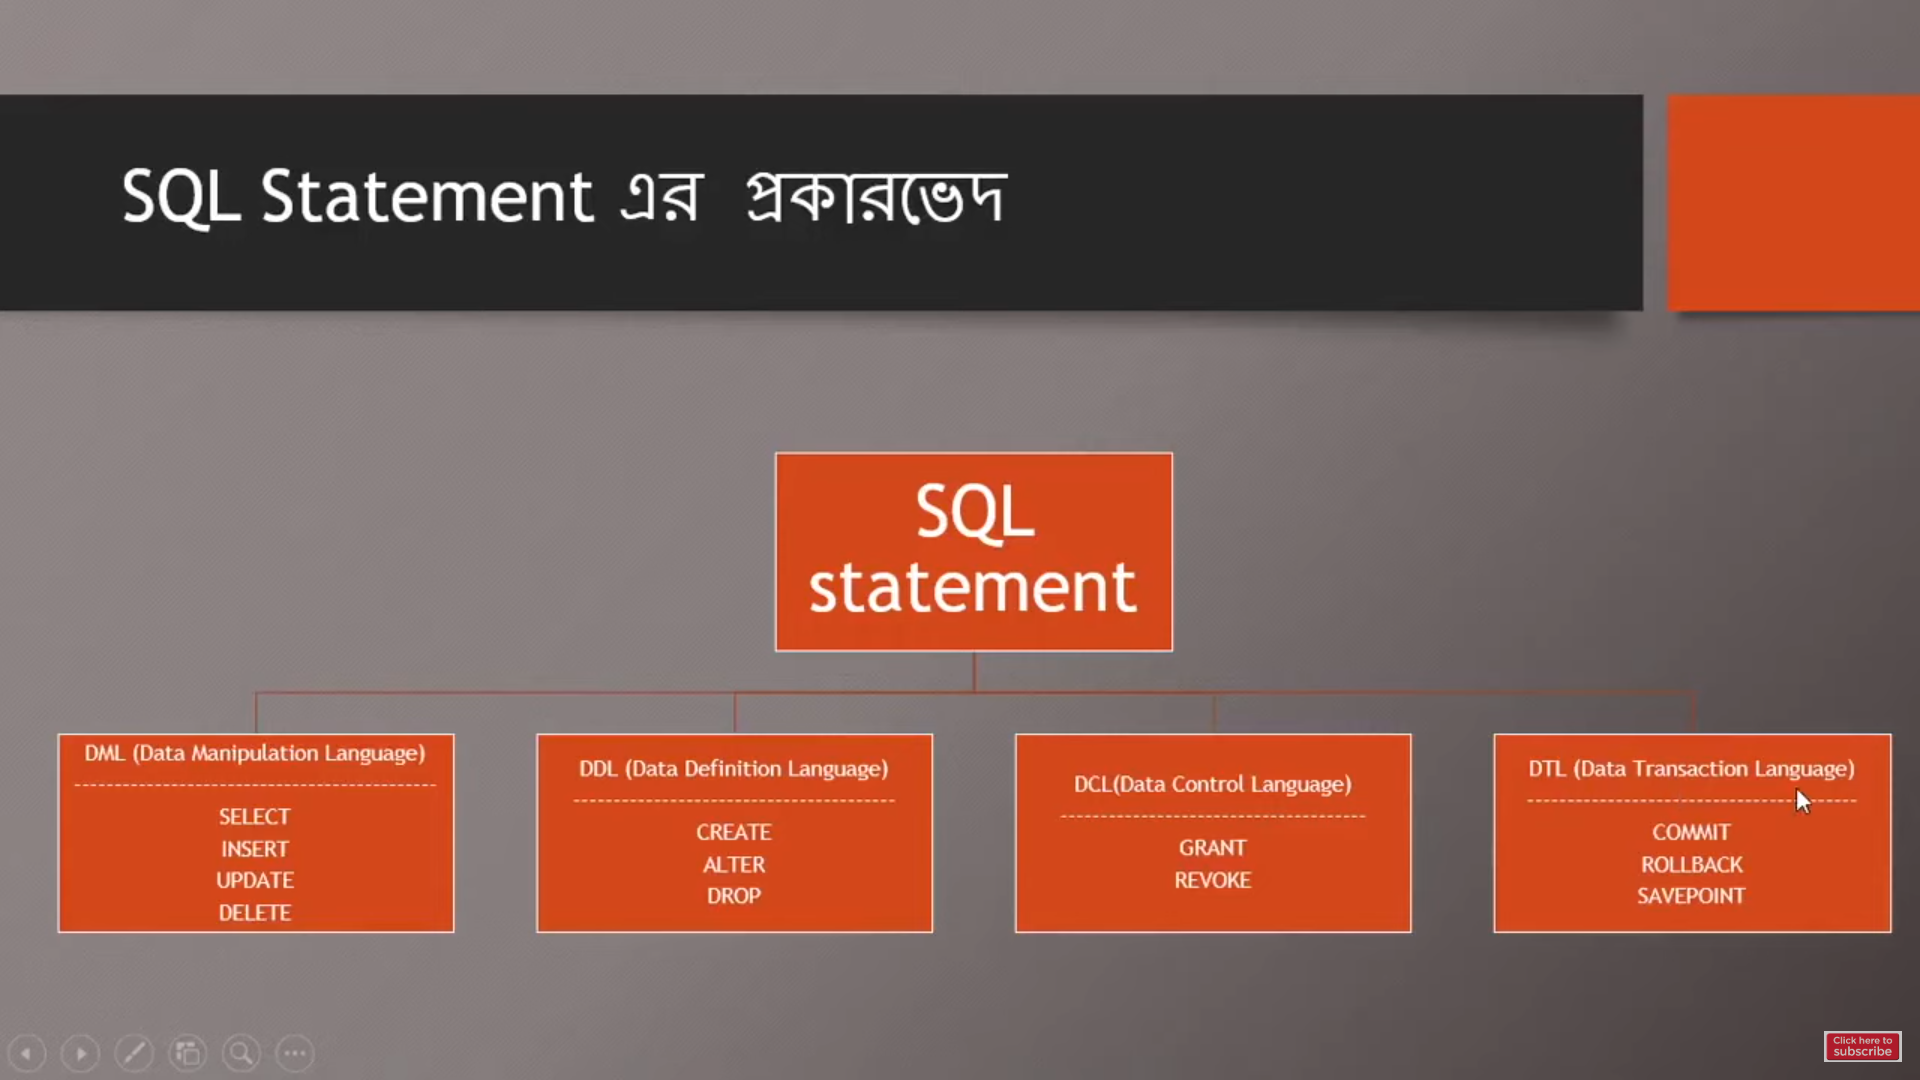 SQL Statement এর প্রকারভেদ
SQL
statement
DML (Data Manipulation Language)
SELECT
INSERT
UPDATE
DELETE
DDL (Data Definition Language)
CREATE
ALTER
DROP
DCL(Data Control Language)
GRANT
REVOKE
DTL (Data Transaction Language)
COMMIT
ROLLBACK
SAVEPOINT
Click here to
subscribe